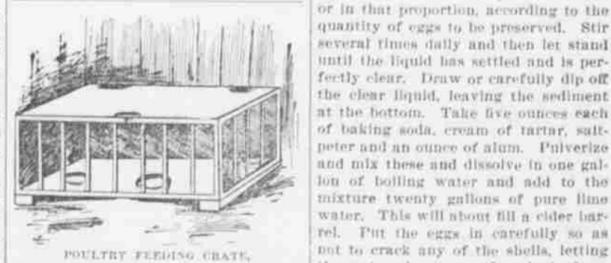 POULTRY FEEDING CRATE.
or in that proportion, according to the
quantity of eggs to be preserved. Stir
several times daily and then let stand
until the liquid has settled and is per-
fectly clear. Draw or carefully dip off
the clear liquid, leaving the sediment
at the bottom. Take five ounces each
of baking soda, cream of tartar, salt-
peter and an ounce of alum. Pulverize
and mix these and dissolve in one gal-
lon of boiling water and add to the
mixture twenty gallons of pure lime
water. This will about fill a cider bar-
rel. Put the eggs in carefully so as
not to crack any of the shells, letting